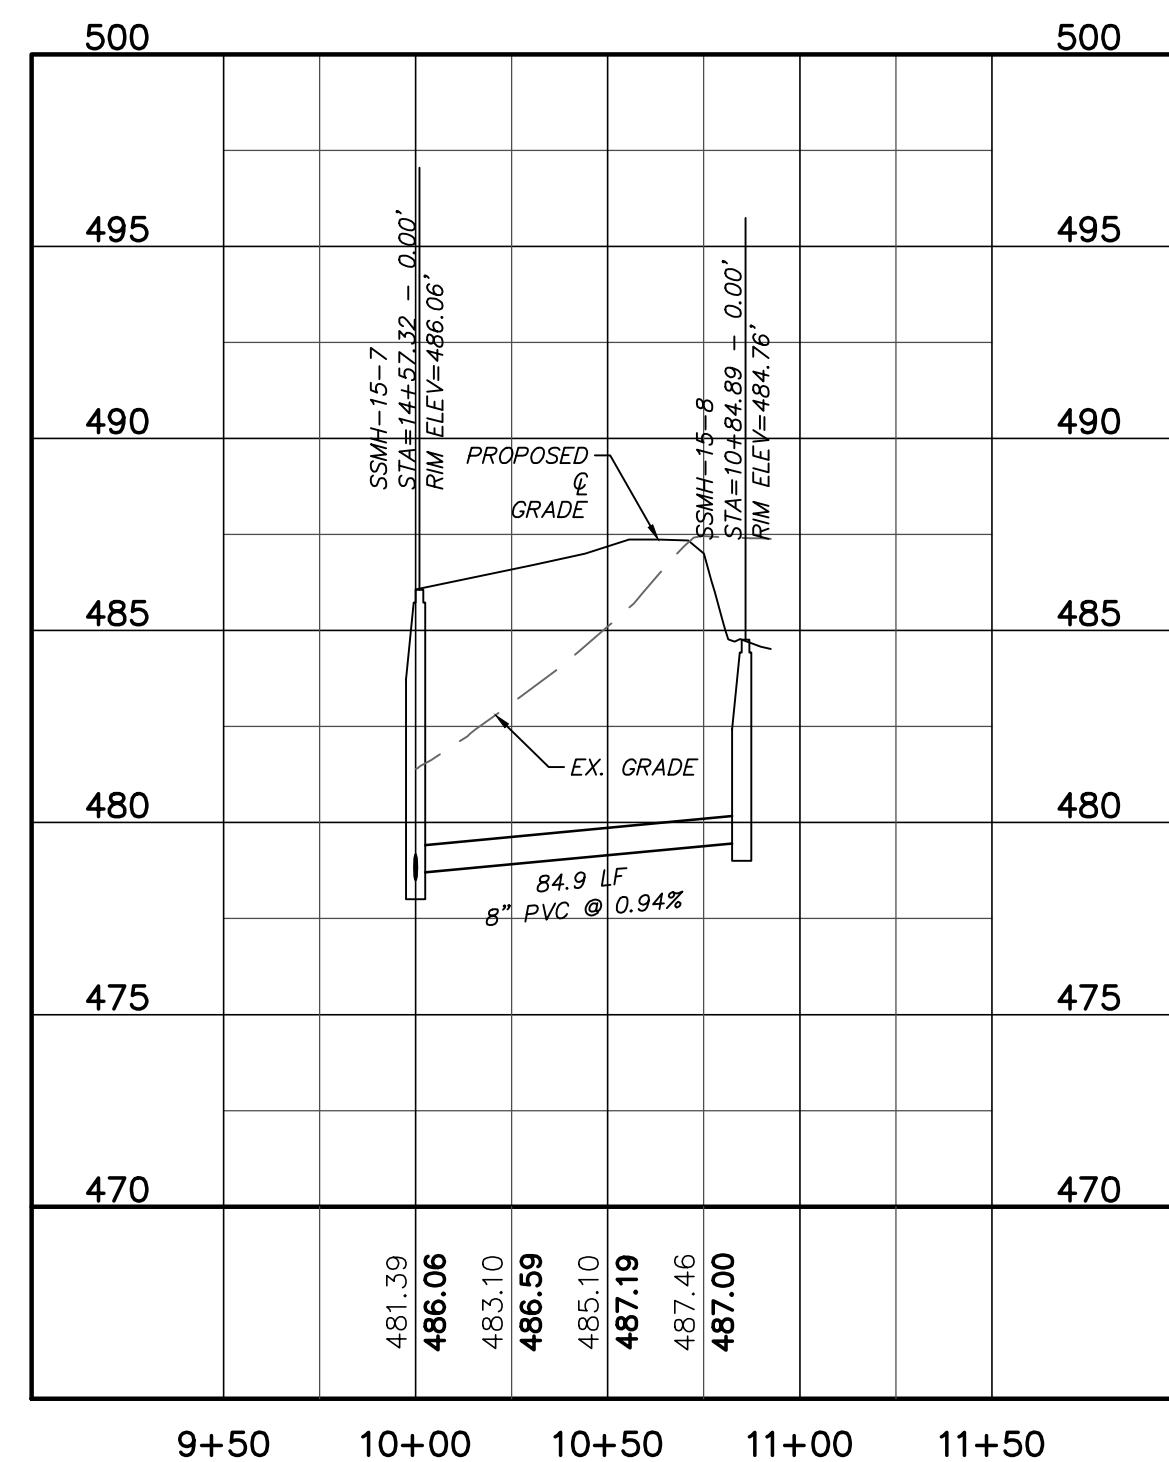 500 500
495 495
490 490
485 485
480 480
475 475
470 470
SSMH-15-7
STA=14+57.32 - 0.00'
RIM ELEV=486.06'
SSMH-15-8
STA=10+84.89 - 0.00'
RIM ELEV=484.76'
PROPOSED
℄
GRADE
EX. GRADE
84.9 LF
8" PVC @ 0.94%
481.39
486.06
483.10
486.59
485.10
487.19
487.46
487.00
9+50 10+00 10+50 11+00 11+50